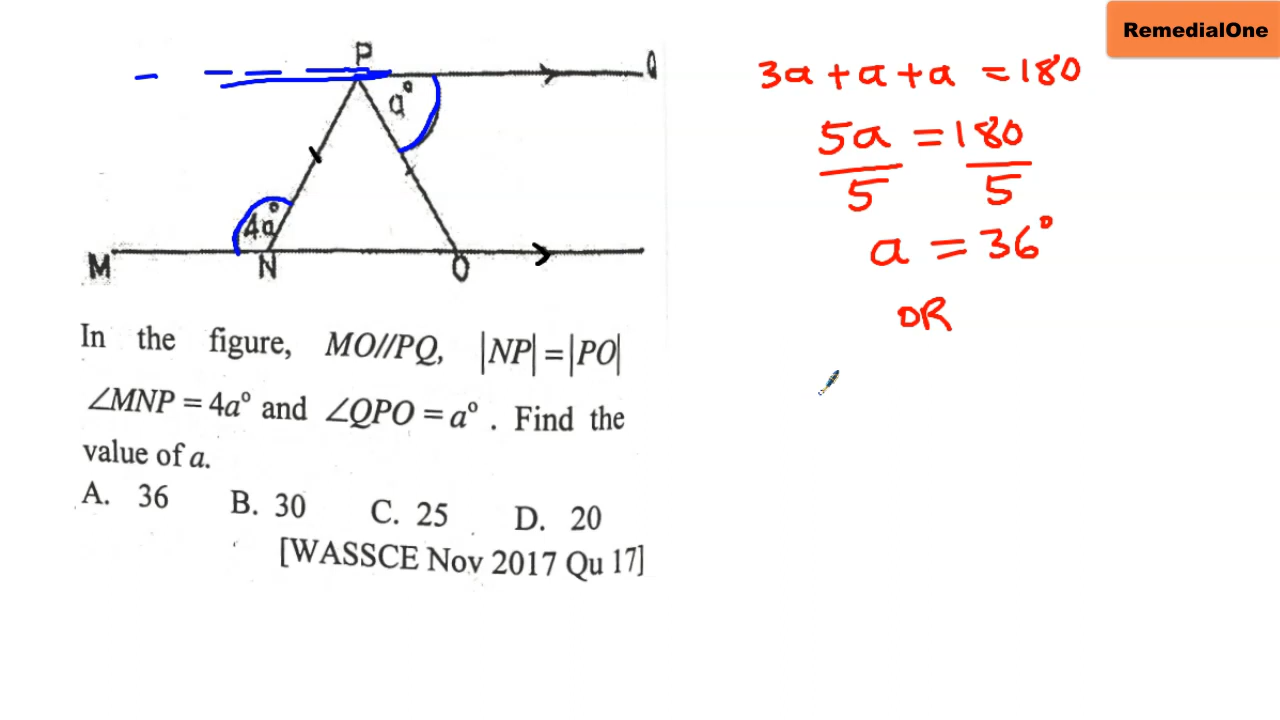 RemedialOne
P
Q
a°
4a°
M
N
O
3a + a + a = 180
5a = 180
5 5
a = 36°
OR
In the figure, MO//PQ, |NP| = |PO|
∠MNP = 4a° and ∠QPO = a° . Find the
value of a.
A. 36 B. 30 C. 25 D. 20
[WASSCE Nov 2017 Qu 17]